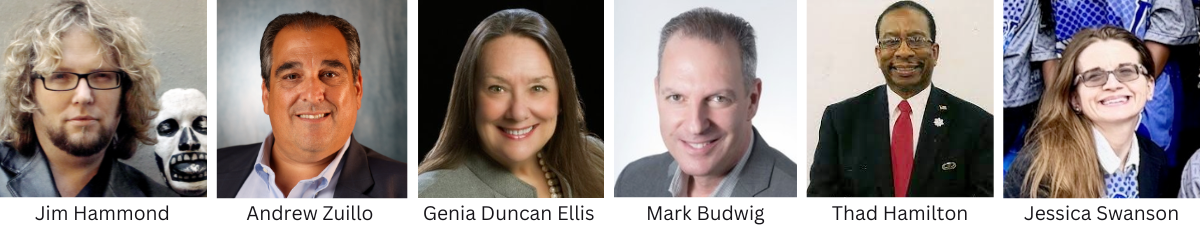 Jim Hammond
Andrew Zuillo
Genia Duncan Ellis
Mark Budwig
Thad Hamilton
Jessica Swanson